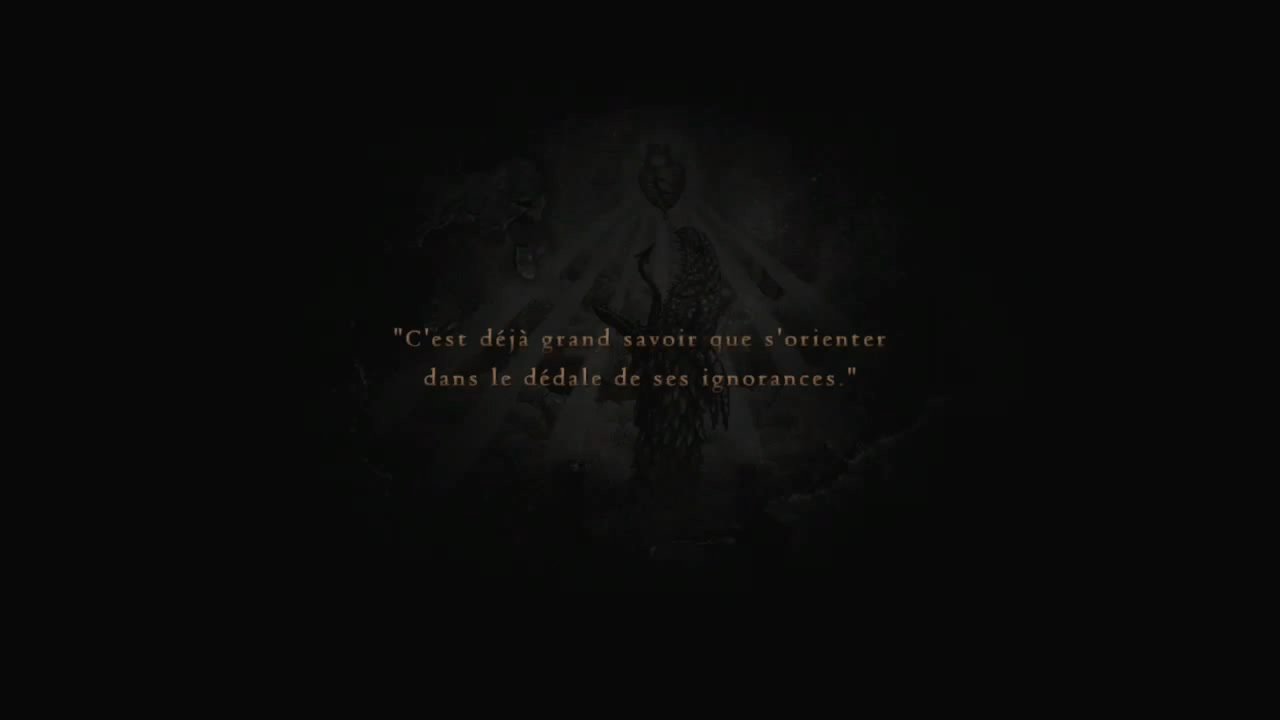 "C'est déjà grand savoir que s'orienter
dans le dédale de ses ignorances."